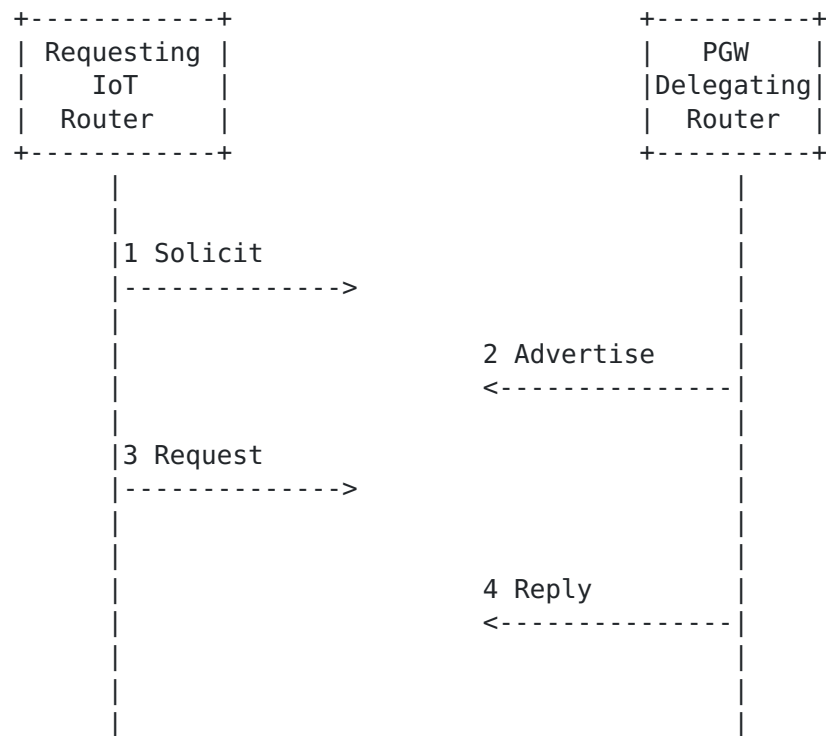 Requesting
IoT
Router
PGW
Delegating
Router
1 Solicit
2 Advertise
3 Request
4 Reply